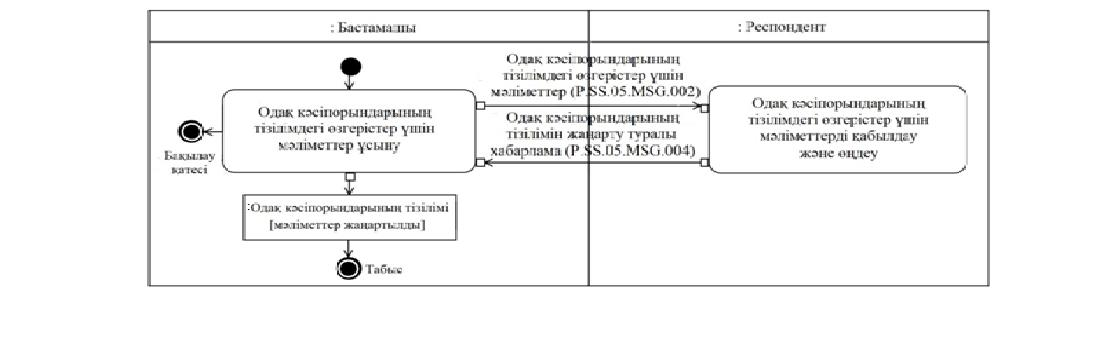 : Бастамашы
: Респондент
Одақ кәсіпорындарының
тізілімдегі өзгерістер үшін
мәліметтер (P.SS.05.MSG.002)
Одақ кәсіпорындарының
тізілімдегі өзгерістер үшін
мәліметтер ұсыну
Одақ кәсіпорындарының
тізілімін жаңарту туралы
хабарлама (P.SS.05.MSG.004)
Одақ кәсіпорындарының
тізілімдегі өзгерістер үшін
мәліметтерді қабылдау
және өңдеу
Бақылау
қатесі
:Одақ кәсіпорындарының тізілімі
[мәліметтер жаңартылды]
Табыс